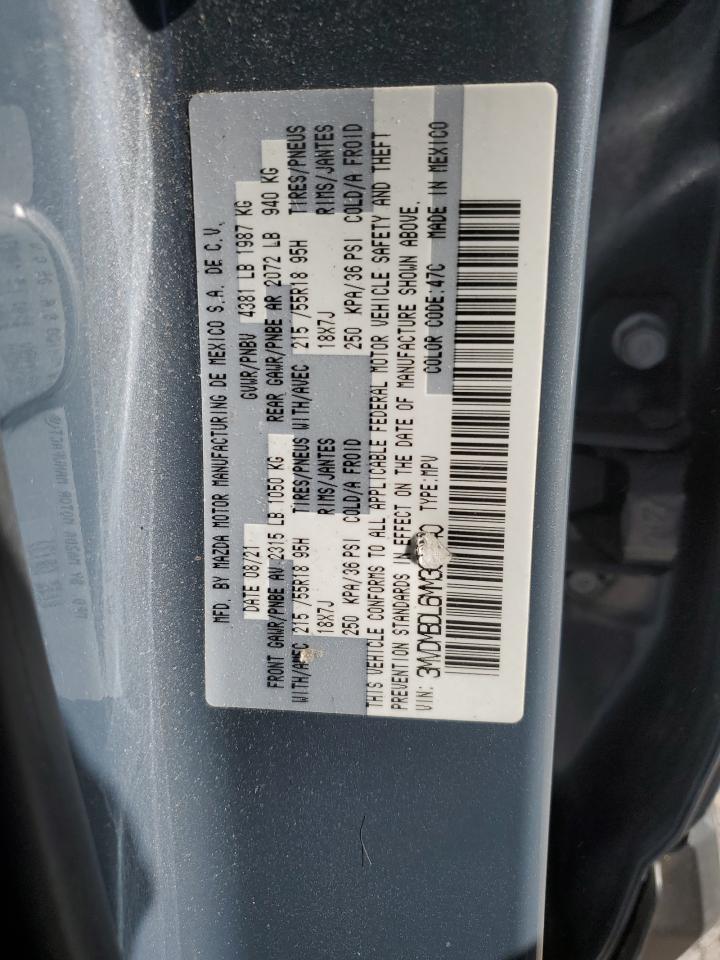 MFD. BY MAZDA MOTOR MANUFACTURING DE MEXICO S.A. DE C.V.
DATE 08/21 GVWR/PNBV 4381 LB 1987 KG
FRONT GAWR/PNBE AV 2315 LB 1050 KG REAR GAWR/PNBE AR 2072 LB 940 KG
WITH/AVEC 215 /55R18 95H TIRES/PNEUS WITH/AVEC 215 /55R18 95H TIRES/PNEUS
18X7J RIMS/JANTES 18X7J RIMS/JANTES
250 KPA/36 PSI COLD/A FROID 250 KPA/36 PSI COLD/A FROID
THIS VEHICLE CONFORMS TO ALL APPLICABLE FEDERAL MOTOR VEHICLE SAFETY AND THEFT
PREVENTION STANDARDS IN EFFECT ON THE DATE OF MANUFACTURE SHOWN ABOVE.
VIN: TYPE:MPV COLOR CODE:47C MADE IN MEXICO